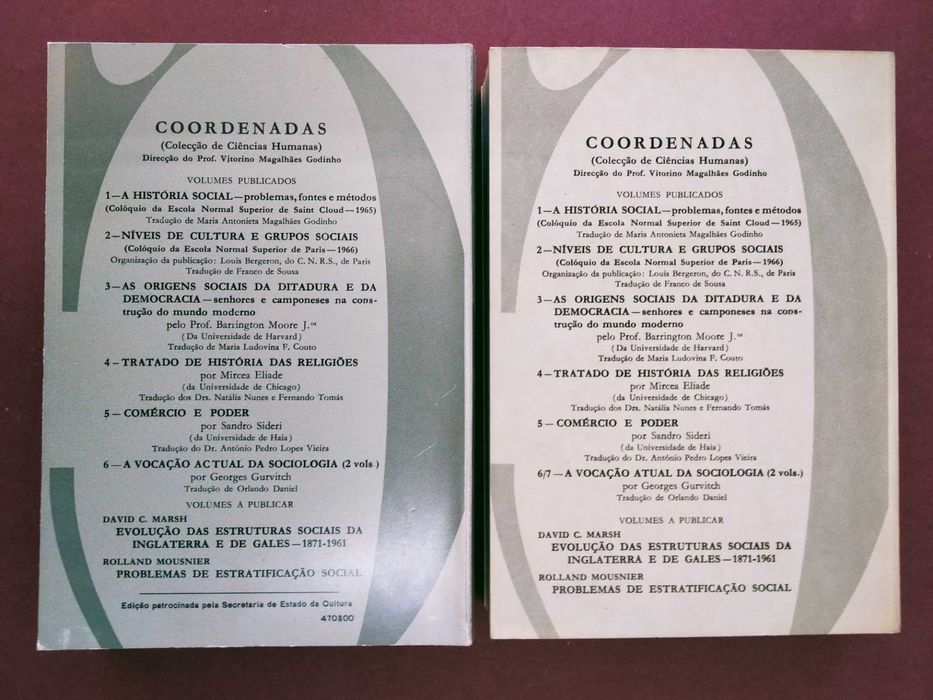 COORDENADAS
(Colecção de Ciências Humanas)
Direcção do Prof. Vitorino Magalhães Godinho
VOLUMES PUBLICADOS
1—A HISTÓRIA SOCIAL—problemas, fontes e métodos
(Colóquio da Escola Normal Superior de Saint Cloud—1965)
Tradução de Maria Antonieta Magalhães Godinho
2—NÍVEIS DE CULTURA E GRUPOS SOCIAIS
(Colóquio da Escola Normal Superior de Paris—1966)
Organização da publicação: Louis Bergeron, do C. N. R. S., de Paris
Tradução de Franco de Sousa
3—AS ORIGENS SOCIAIS DA DITADURA E DA
DEMOCRACIA—senhores e camponeses na cons-
trução do mundo moderno
pelo Prof. Barrington Moore J.or
(Da Universidade de Harvard)
Tradução de Maria Ludovina F. Couto
4—TRATADO DE HISTÓRIA DAS RELIGIÕES
por Mircea Eliade
(da Universidade de Chicago)
Tradução dos Drs. Natália Nunes e Fernando Tomás
5—COMÉRCIO E PODER
por Sandro Sideri
(da Universidade de Haia)
Tradução do Dr. António Pedro Lopes Vieira
6—A VOCAÇÃO ACTUAL DA SOCIOLOGIA (2 vols.)
por Georges Gurvitch
Tradução de Orlando Daniel
VOLUMES A PUBLICAR
DAVID C. MARSH
EVOLUÇÃO DAS ESTRUTURAS SOCIAIS DA
INGLATERRA E DE GALES—1871-1961
ROLLAND MOUSNIER
PROBLEMAS DE ESTRATIFICAÇÃO SOCIAL
Edição patrocinada pela Secretaria de Estado da Cultura
470$00
COORDENADAS
(Colecção de Ciências Humanas)
Direcção do Prof. Vitorino Magalhães Godinho
VOLUMES PUBLICADOS
1—A HISTÓRIA SOCIAL—problemas, fontes e métodos
(Colóquio da Escola Normal Superior de Saint Cloud—1965)
Tradução de Maria Antonieta Magalhães Godinho
2—NÍVEIS DE CULTURA E GRUPOS SOCIAIS
(Colóquio da Escola Normal Superior de Paris—1966)
Organização da publicação: Louis Bergeron, do C. N. R. S., de Paris
Tradução de Franco de Sousa
3—AS ORIGENS SOCIAIS DA DITADURA E DA
DEMOCRACIA—senhores e camponeses na cons-
trução do mundo moderno
pelo Prof. Barrington Moore J.or
(Da Universidade de Harvard)
Tradução de Maria Ludovina F. Couto
4—TRATADO DE HISTÓRIA DAS RELIGIÕES
por Mircea Eliade
(da Universidade de Chicago)
Tradução dos Drs. Natália Nunes e Fernando Tomás
5—COMÉRCIO E PODER
por Sandro Sideri
(da Universidade de Haia)
Tradução do Dr. António Pedro Lopes Vieira
6/7—A VOCAÇÃO ATUAL DA SOCIOLOGIA (2 vols.)
por Georges Gurvitch
Tradução de Orlando Daniel
VOLUMES A PUBLICAR
DAVID C. MARSH
EVOLUÇÃO DAS ESTRUTURAS SOCIAIS DA
INGLATERRA E DE GALES—1871-1961
ROLLAND MOUSNIER
PROBLEMAS DE ESTRATIFICAÇÃO SOCIAL